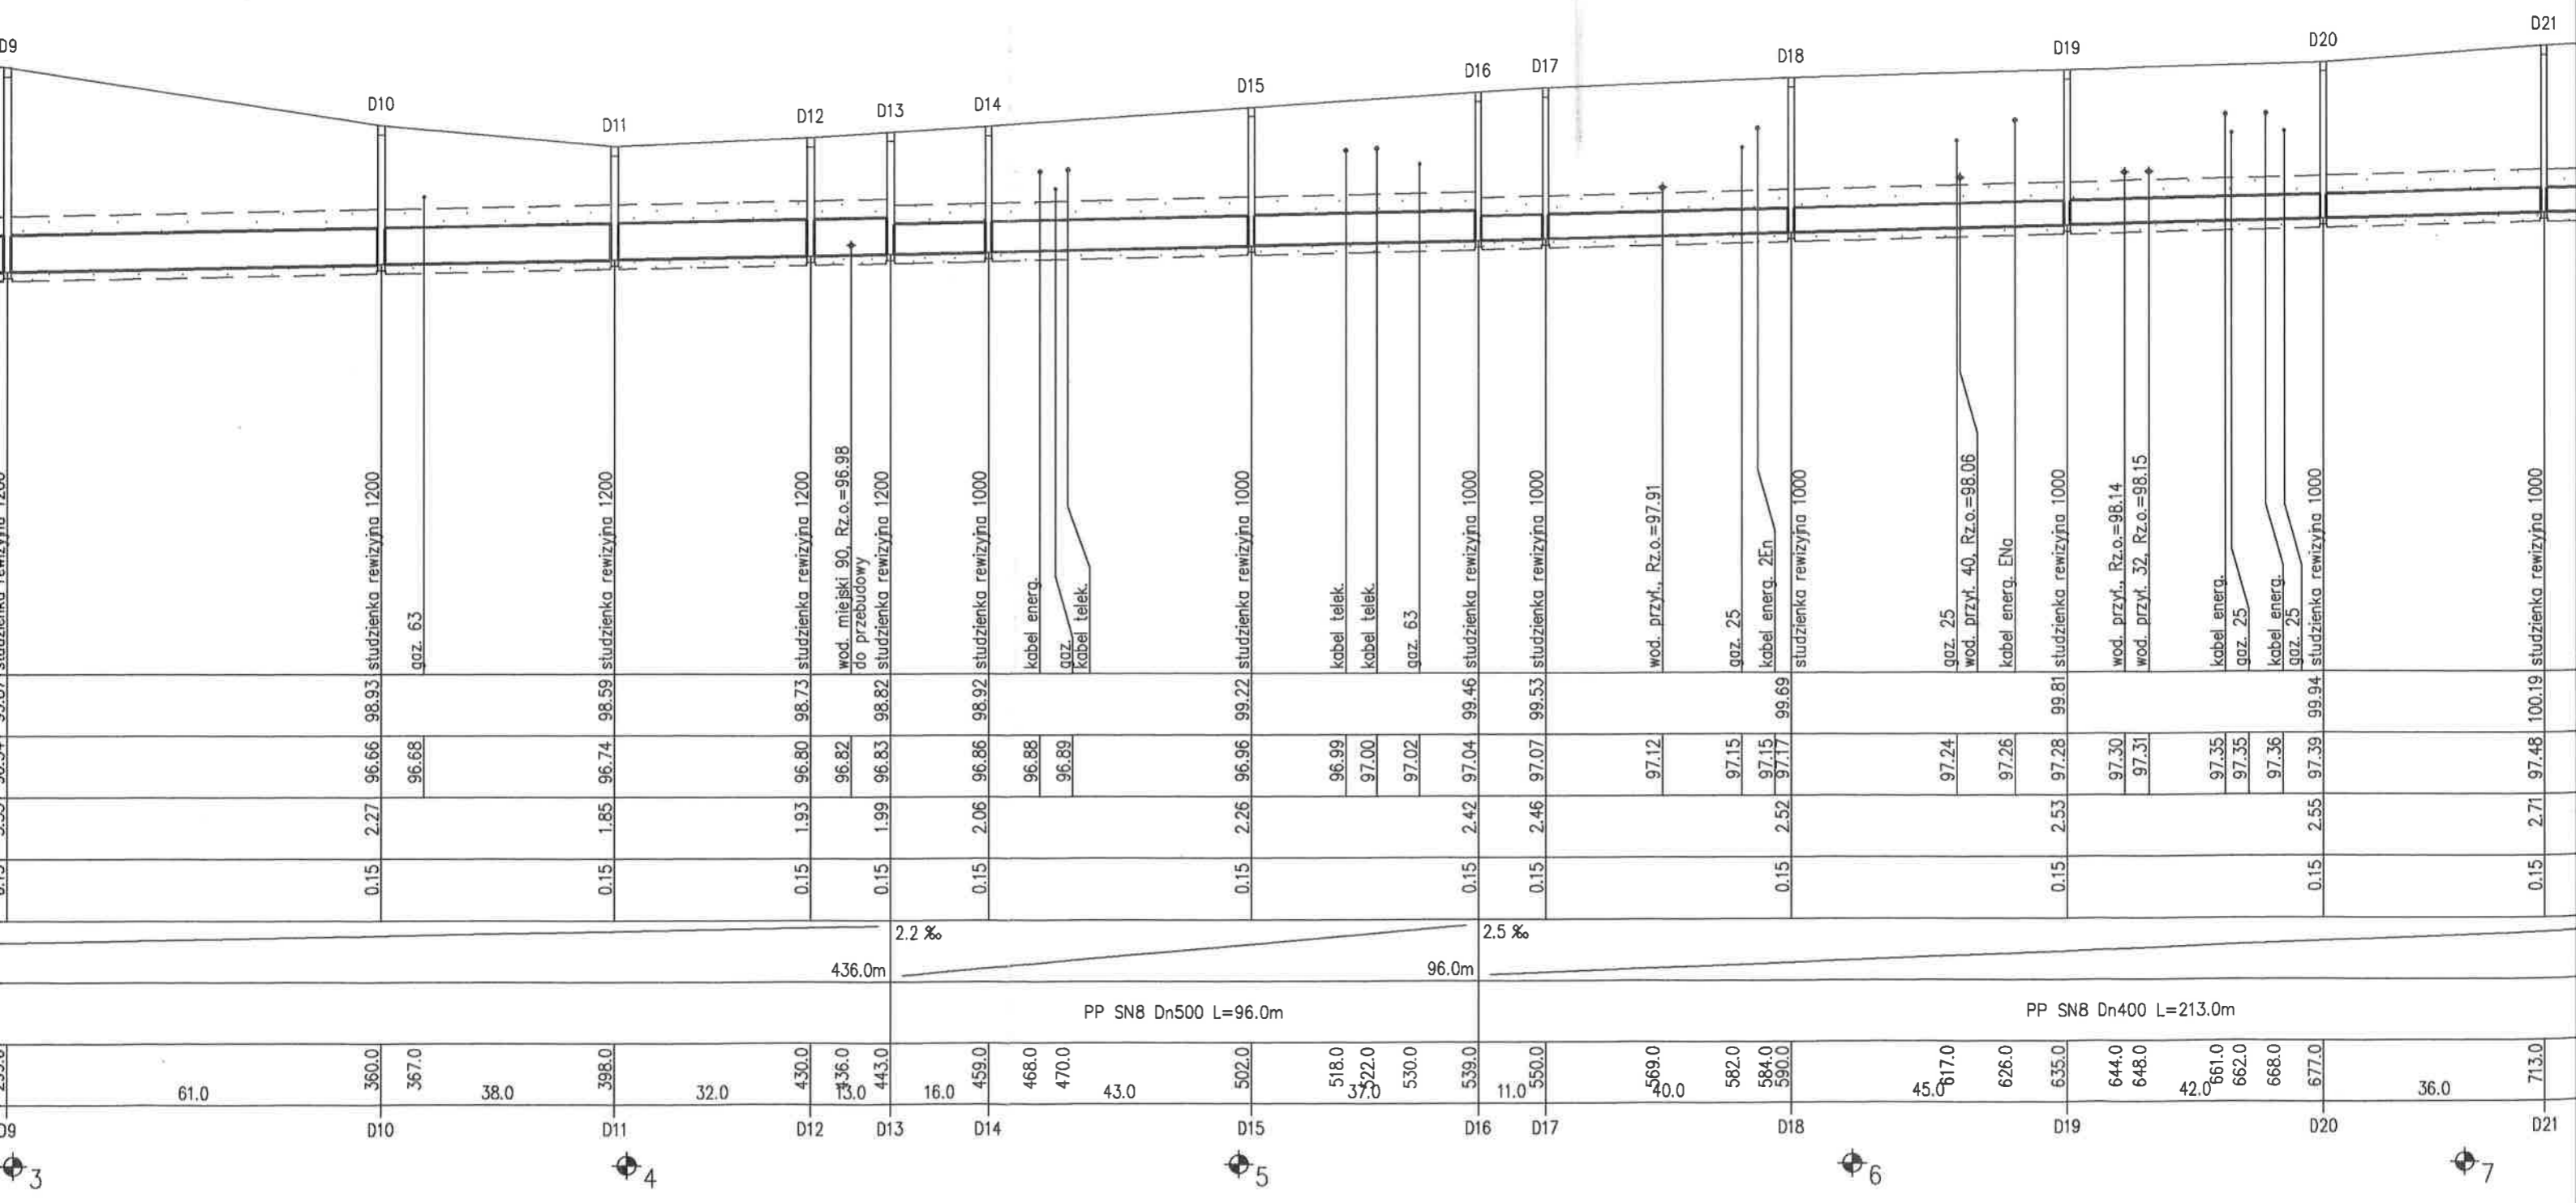 D9 D10 D11 D12 D13 D14 D15 D16 D17 D18 D19 D20 D21
studzienka rewizyjna 1200
gaz. 63
studzienka rewizyjna 1200
studzienka rewizyjna 1200
wod. miejski 90, Rz.o.=96.98
do przebudowy
studzienka rewizyjna 1200
studzienka rewizyjna 1000
kabel energ.
gaz.
kabel telek.
studzienka rewizyjna 1000
kabel telek.
kabel telek.
gaz. 63
studzienka rewizyjna 1000
studzienka rewizyjna 1000
wod. przył., Rz.o.=97.91
gaz. 25
kabel energ. 2En
studzienka rewizyjna 1000
gaz. 25
wod. przył. 40, Rz.o.=98.06
kabel energ. ENa
studzienka rewizyjna 1000
wod. przył., Rz.o.=98.14
wod. przył. 32, Rz.o.=98.15
kabel energ.
gaz. 25
kabel energ.
gaz. 25
studzienka rewizyjna 1000
studzienka rewizyjna 1000
98.93 98.59 98.73 98.82 98.92 99.22 99.46 99.53 99.69 99.81 99.94 100.19
96.66 96.68 96.74 96.80 96.82 96.83 96.86 96.88 96.89 96.96 96.99 97.00 97.02 97.04 97.07 97.12 97.15 97.15 97.17 97.24 97.26 97.28 97.30 97.31 97.35 97.35 97.36 97.39 97.48
2.27 1.85 1.93 1.99 2.06 2.26 2.42 2.46 2.52 2.53 2.55 2.71
0.15 0.15 0.15 0.15 0.15 0.15 0.15 0.15 0.15 0.15 0.15 0.15
2.2 ‰ 2.5 ‰
436.0m 96.0m
PP SN8 Dn500 L=96.0m PP SN8 Dn400 L=213.0m
360.0 367.0 398.0 430.0 436.0 443.0 459.0 468.0 470.0 502.0 518.0 522.0 530.0 539.0 550.0 569.0 582.0 584.0 590.0 617.0 626.0 635.0 644.0 648.0 661.0 662.0 668.0 677.0 713.0
61.0 38.0 32.0 13.0 16.0 43.0 37.0 11.0 40.0 45.0 42.0 36.0
D9 D10 D11 D12 D13 D14 D15 D16 D17 D18 D19 D20 D21
3 4 5 6 7